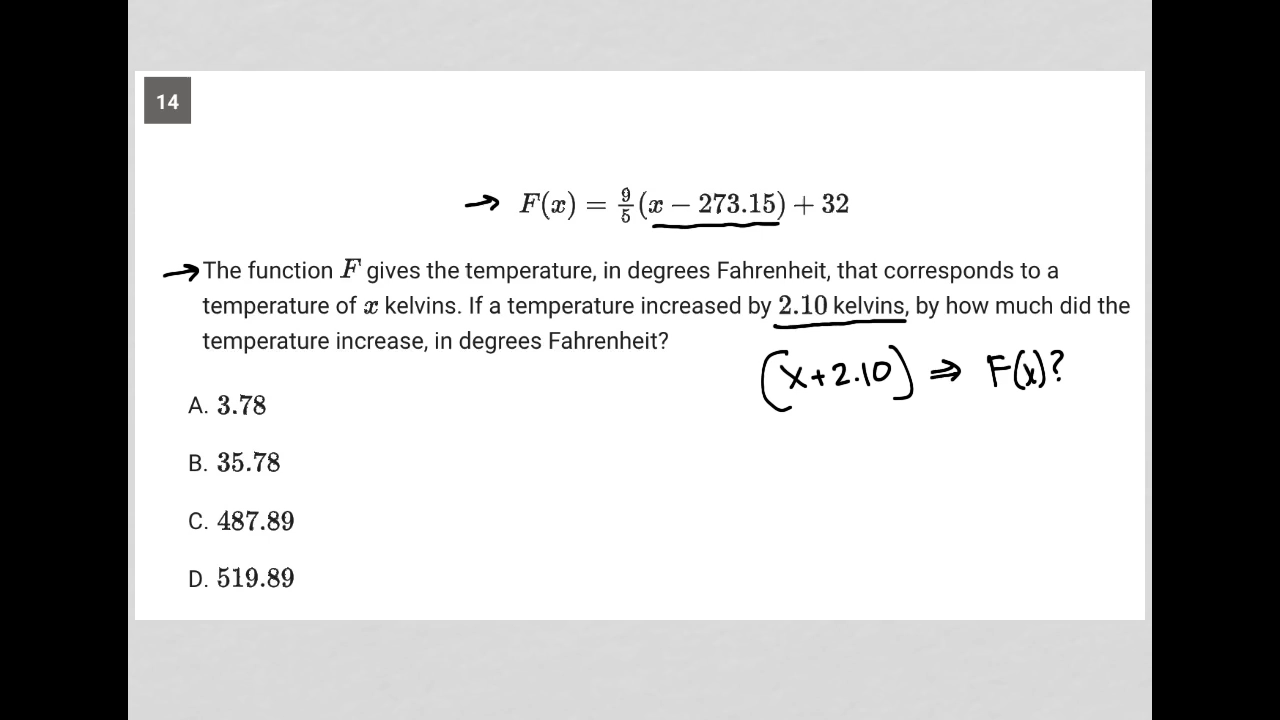 14
F(x) = 9/5 (x − 273.15) + 32
The function F gives the temperature, in degrees Fahrenheit, that corresponds to a
temperature of x kelvins. If a temperature increased by 2.10 kelvins, by how much did the
temperature increase, in degrees Fahrenheit?
(x+2.10) ⇒ F(x)?
A. 3.78
B. 35.78
C. 487.89
D. 519.89